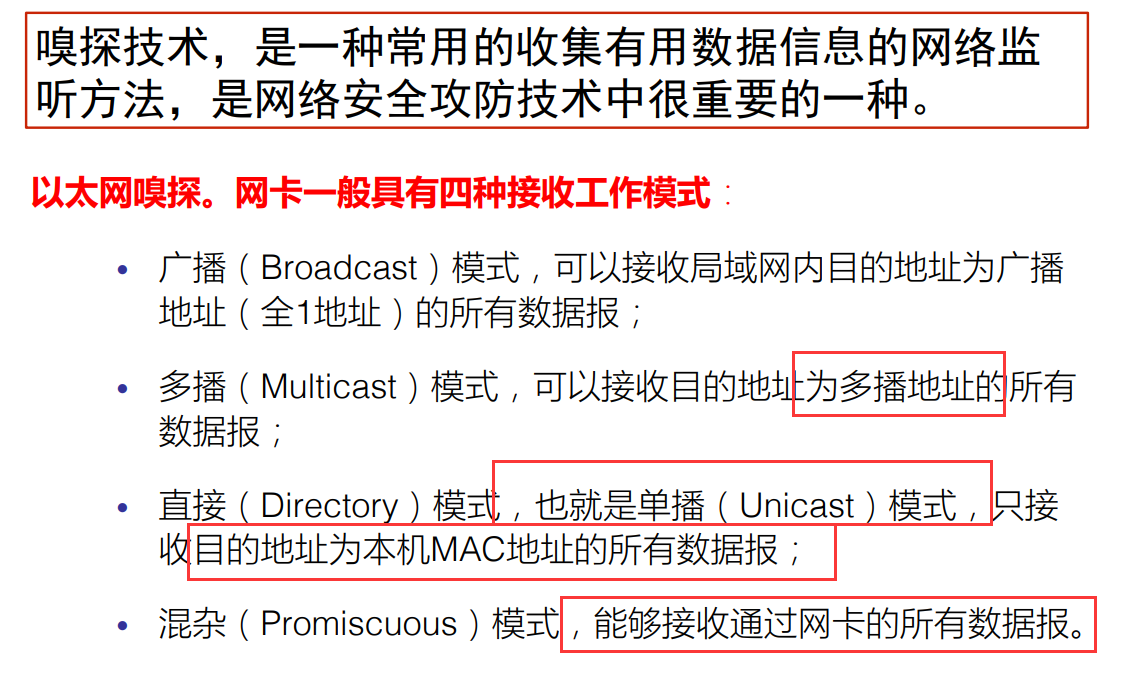 嗅探技术，是一种常用的收集有用数据信息的网络监
听方法，是网络安全攻防技术中很重要的一种。
以太网嗅探。网卡一般具有四种接收工作模式：
• 广播（Broadcast）模式，可以接收局域网内目的地址为广播
地址（全1地址）的所有数据报；
• 多播（Multicast）模式，可以接收目的地址为多播地址的所有
数据报；
• 直接（Directory）模式，也就是单播（Unicast）模式，只接
收目的地址为本机MAC地址的所有数据报；
• 混杂（Promiscuous）模式，能够接收通过网卡的所有数据报。